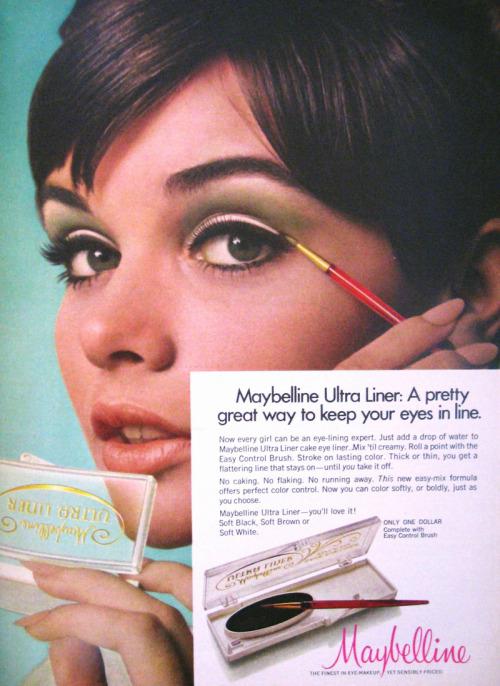 Maybelline
ULTRA LINER
Maybelline Ultra Liner: A pretty
great way to keep your eyes in line.
Now every girl can be an eye-lining expert. Just add a drop of water to
Maybelline Ultra Liner cake eye liner. Mix 'til creamy. Roll a point with the
Easy Control Brush. Stroke on lasting color. Thick or thin, you get a
flattering line that stays on—until you take it off.
No caking. No flaking. No running away. This new easy-mix formula
offers perfect color control. Now you can color softly, or boldly, just as
you choose.
Maybelline Ultra Liner—you'll love it!
Soft Black, Soft Brown or
Soft White.
ONLY ONE DOLLAR
Complete with
Easy Control Brush
Maybelline
ULTRA LINER
Maybelline
THE FINEST IN EYE-MAKEUP, YET SENSIBLY PRICED